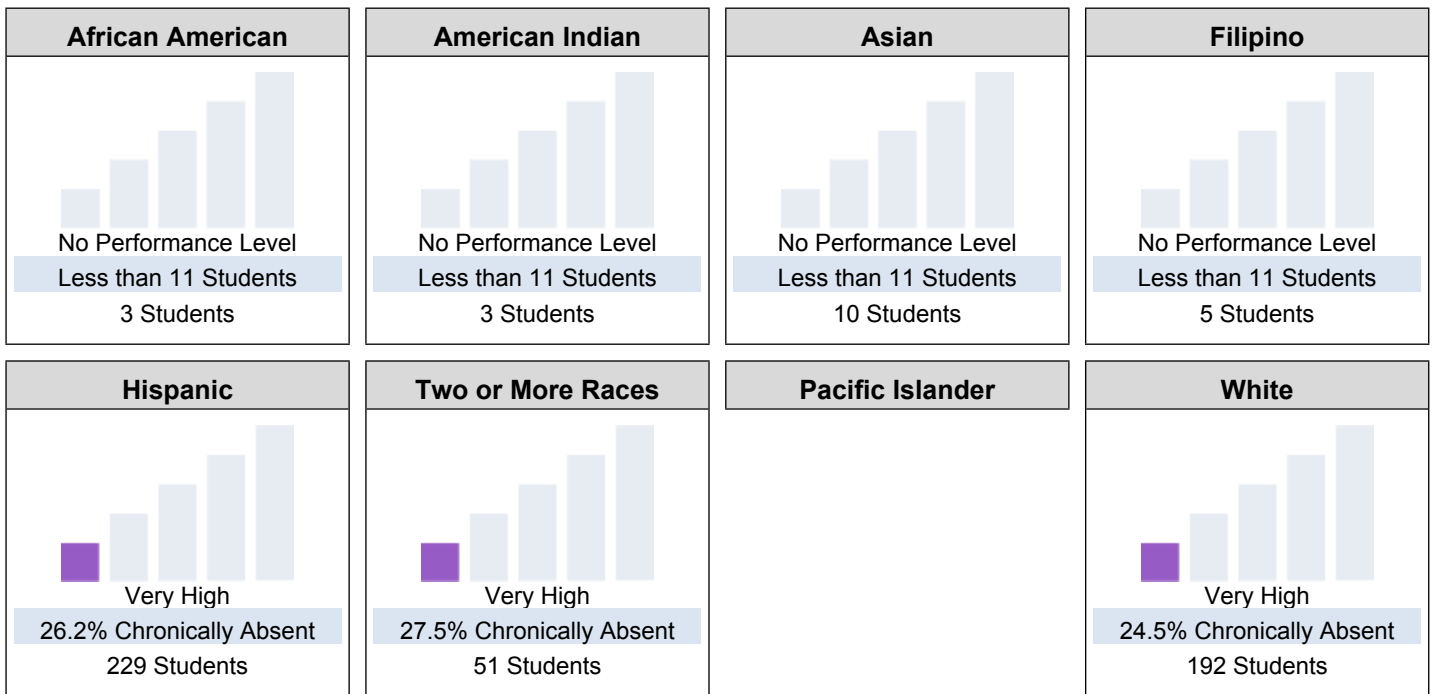 African American
No Performance Level
Less than 11 Students
3 Students
American Indian
No Performance Level
Less than 11 Students
3 Students
Asian
No Performance Level
Less than 11 Students
10 Students
Filipino
No Performance Level
Less than 11 Students
5 Students
Hispanic
Very High
26.2% Chronically Absent
229 Students
Two or More Races
Very High
27.5% Chronically Absent
51 Students
Pacific Islander
White
Very High
24.5% Chronically Absent
192 Students